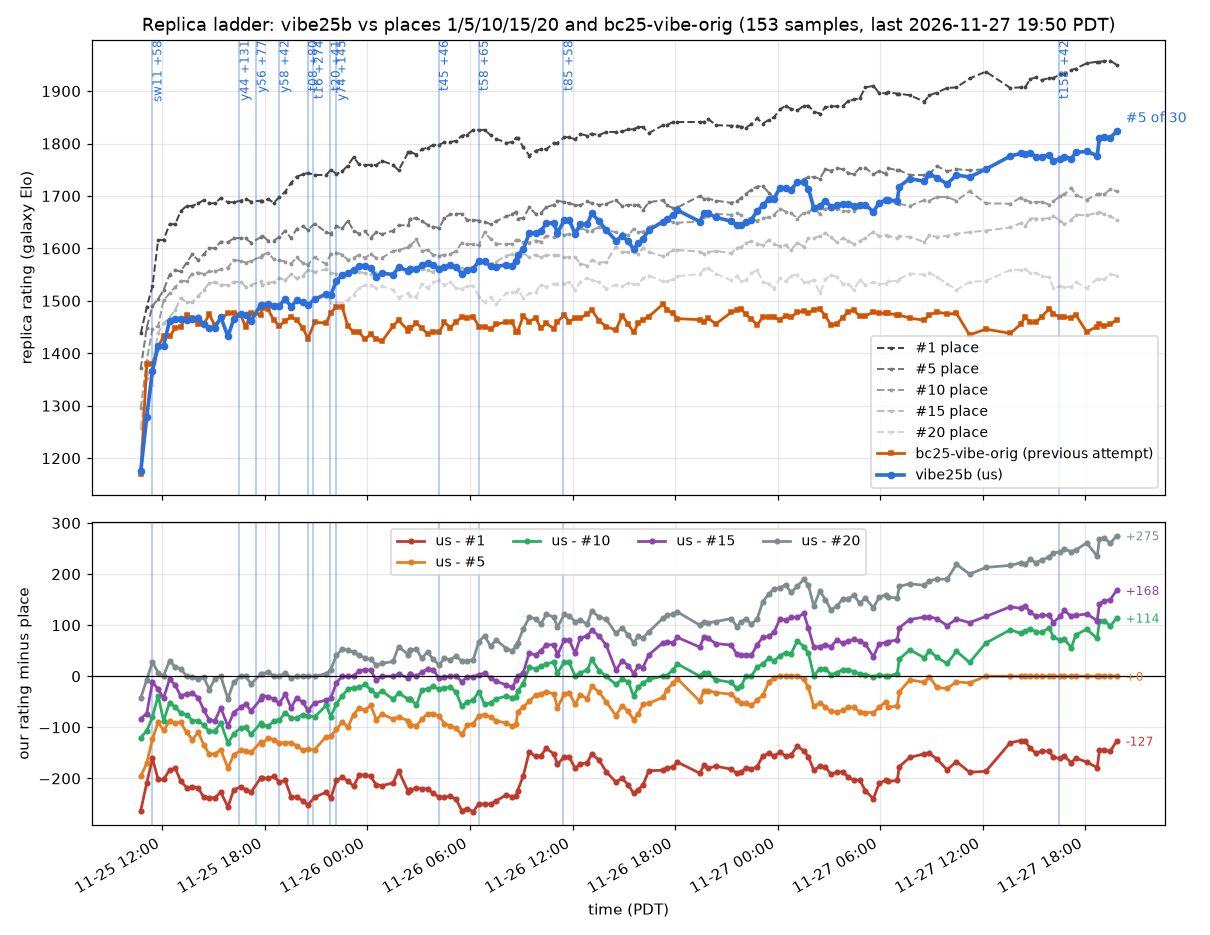 Replica ladder: vibe25b vs places 1/5/10/15/20 and bc25-vibe-orig (153 samples, last 2026-11-27 19:50 PDT)
sw11 +58
y44 +131
y56 +77
y58 +42
y74 +145
t45 +46
t58 +65
t85 +58
+42
#5 of 30
replica rating (galaxy Elo)
1900
1800
1700
1600
1500
1400
1300
1200
#1 place
#5 place
#10 place
#15 place
#20 place
bc25-vibe-orig (previous attempt)
vibe25b (us)
our rating minus place
300
200
100
0
−100
−200
us - #1
us - #5
us - #10
us - #15
us - #20
+275
+168
+114
+0
-127
11-25 12:00
11-25 18:00
11-26 00:00
11-26 06:00
11-26 12:00
11-26 18:00
11-27 00:00
11-27 06:00
11-27 12:00
11-27 18:00
time (PDT)